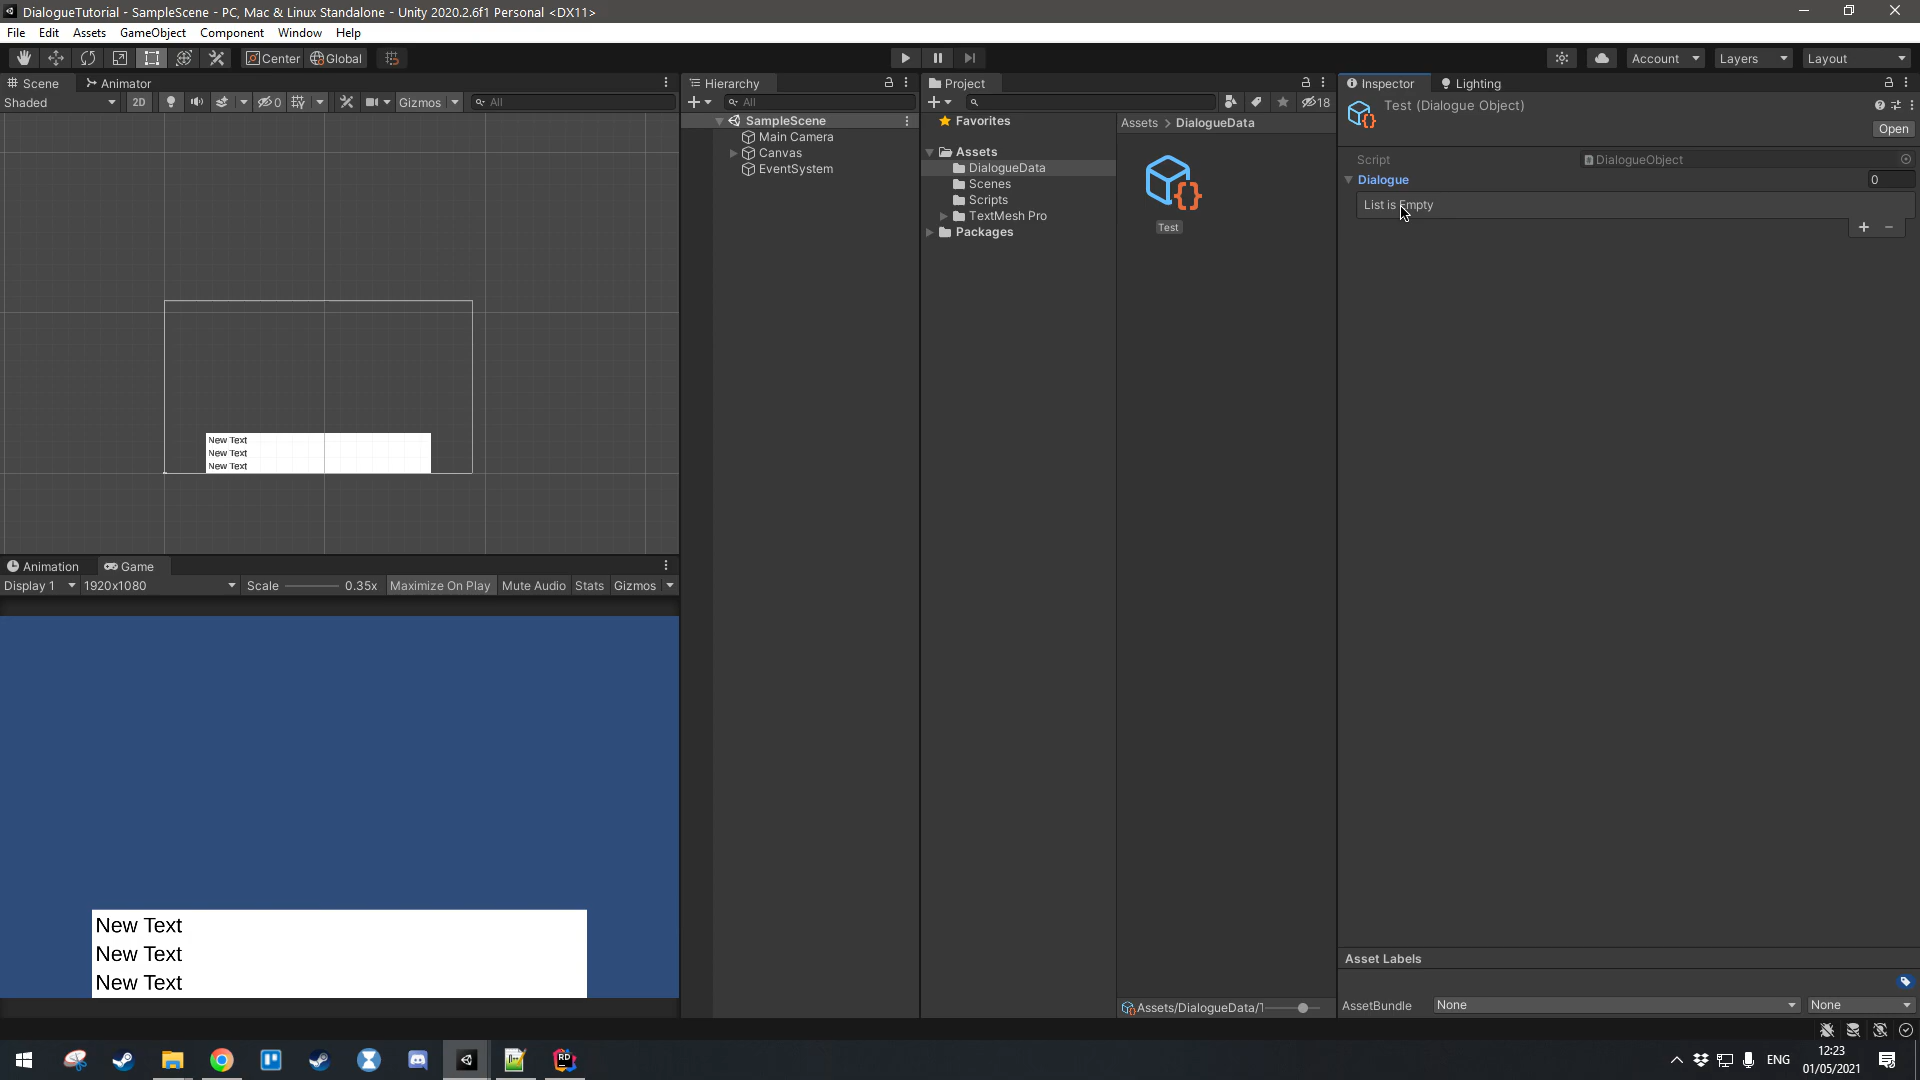 DialogueTutorial - SampleScene - PC, Mac & Linux Standalone - Unity 2020.2.6f1 Personal <DX11>
File Edit Assets GameObject Component Window Help
Center Global
Account Layers Layout
Scene Animator
Shaded 2D 0 Gizmos All
New Text
New Text
New Text
Animation Game
Display 1 1920x1080 Scale 0.35x Maximize On Play Mute Audio Stats Gizmos
New Text
New Text
New Text
Hierarchy
All
SampleScene
Main Camera
Canvas
EventSystem
Project
18
Favorites
Assets
DialogueData
Scenes
Scripts
TextMesh Pro
Packages
Assets > DialogueData
Test
Assets/DialogueData/
Inspector Lighting
Test (Dialogue Object)
Open
Script DialogueObject
Dialogue 0
List is Empty
Asset Labels
AssetBundle None None
RD
ENG
12:23
01/05/2021